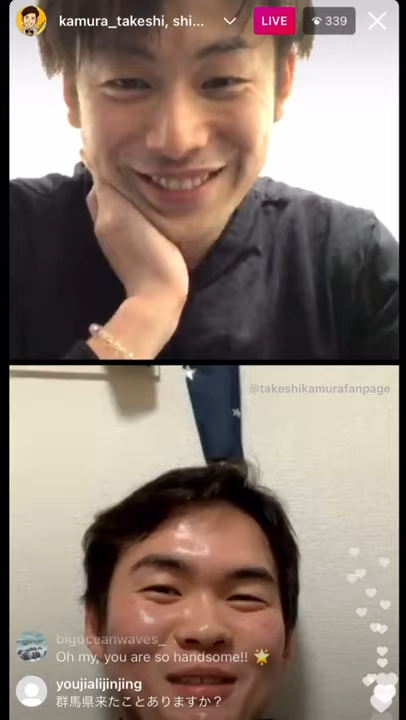 kamura_takeshi, shi...
LIVE
339
@takeshikamurafanpage
bigoceanwaves_
Oh my, you are so handsome!! 🌟
youjialijinjing
群馬県来たことありますか？